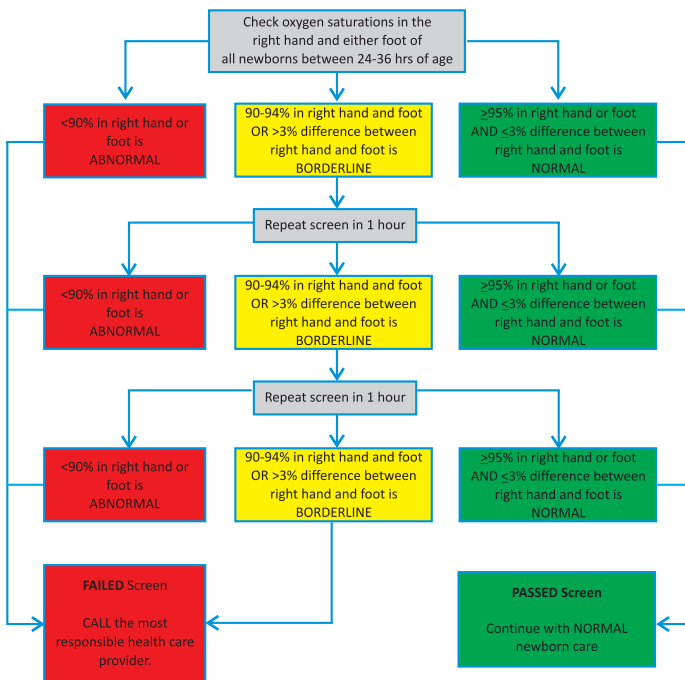 Check oxygen saturations in the
right hand and either foot of
all newborns between 24-36 hrs of age
<90% in right hand or
foot is
ABNORMAL
90-94% in right hand and foot
OR >3% difference between
right hand and foot is
BORDERLINE
≥95% in right hand or foot
AND ≤3% difference between
right hand and foot is
NORMAL
Repeat screen in 1 hour
<90% in right hand or
foot is
ABNORMAL
90-94% in right hand and foot
OR >3% difference between
right hand and foot is
BORDERLINE
≥95% in right hand or foot
AND ≤3% difference between
right hand and foot is
NORMAL
Repeat screen in 1 hour
<90% in right hand or
foot is
ABNORMAL
90-94% in right hand and foot
OR >3% difference between
right hand and foot is
BORDERLINE
≥95% in right hand or foot
AND ≤3% difference between
right hand and foot is
NORMAL
FAILED Screen
CALL the most
responsible health care
provider.
PASSED Screen
Continue with NORMAL
newborn care